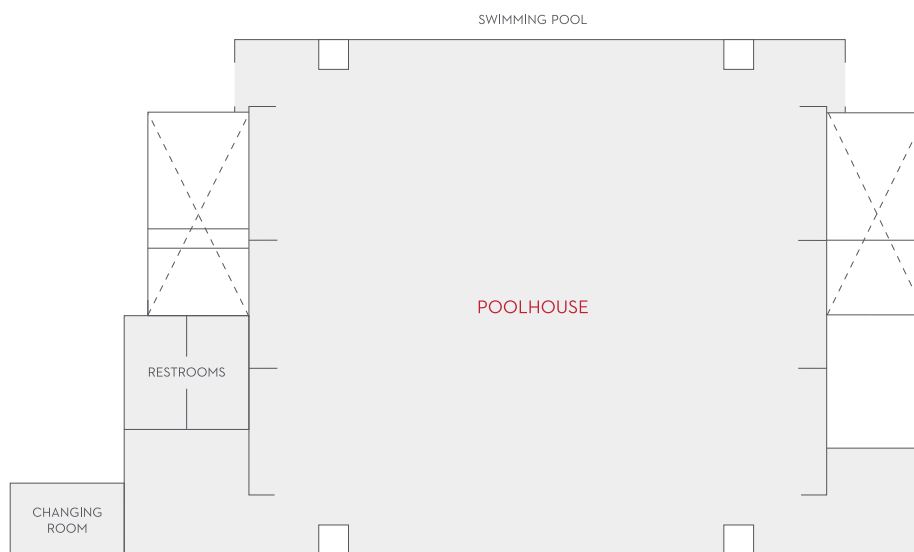 SWIMMING POOL
POOLHOUSE
RESTROOMS
CHANGING
ROOM